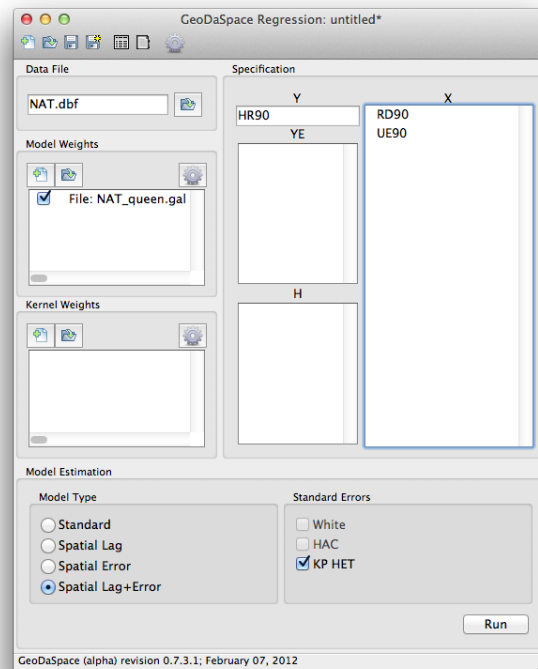 GeoDaSpace Regression: untitled*
Data File
NAT.dbf
Model Weights
File: NAT_queen.gal
Kernel Weights
Specification
Y
HR90
YE
H
X
RD90
UE90
Model Estimation
Model Type
Standard
Spatial Lag
Spatial Error
Spatial Lag+Error
Standard Errors
White
HAC
KP HET
Run
GeoDaSpace (alpha) revision 0.7.3.1; February 07, 2012